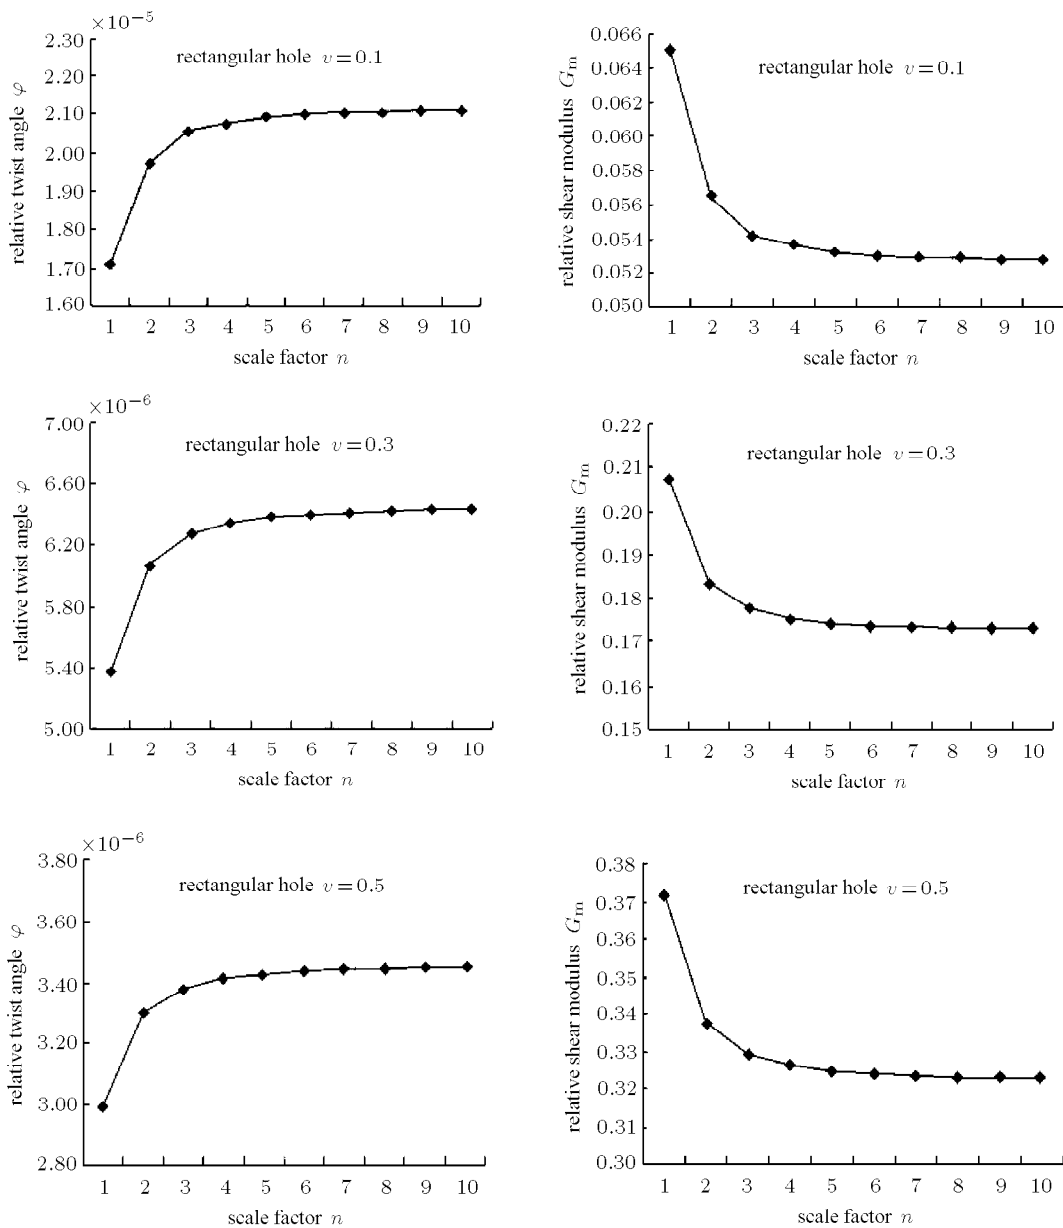 ×10−5
2.30
2.20
2.10
2.00
1.90
1.80
1.70
1.60
relative twist angle φ
rectangular hole v=0.1
1 2 3 4 5 6 7 8 9 10
scale factor n
0.066
0.064
0.062
0.060
0.058
0.056
0.054
0.052
0.050
relative shear modulus Gm
rectangular hole v=0.1
1 2 3 4 5 6 7 8 9 10
scale factor n
×10−6
7.00
6.60
6.20
5.80
5.40
5.00
relative twist angle φ
rectangular hole v=0.3
1 2 3 4 5 6 7 8 9 10
scale factor n
0.22
0.21
0.20
0.19
0.18
0.17
0.16
0.15
relative shear modulus Gm
rectangular hole v=0.3
1 2 3 4 5 6 7 8 9 10
scale factor n
×10−6
3.80
3.60
3.40
3.20
3.00
2.80
relative twist angle φ
rectangular hole v=0.5
1 2 3 4 5 6 7 8 9 10
scale factor n
0.38
0.37
0.36
0.35
0.34
0.33
0.32
0.31
0.30
relative shear modulus Gm
rectangular hole v=0.5
1 2 3 4 5 6 7 8 9 10
scale factor n